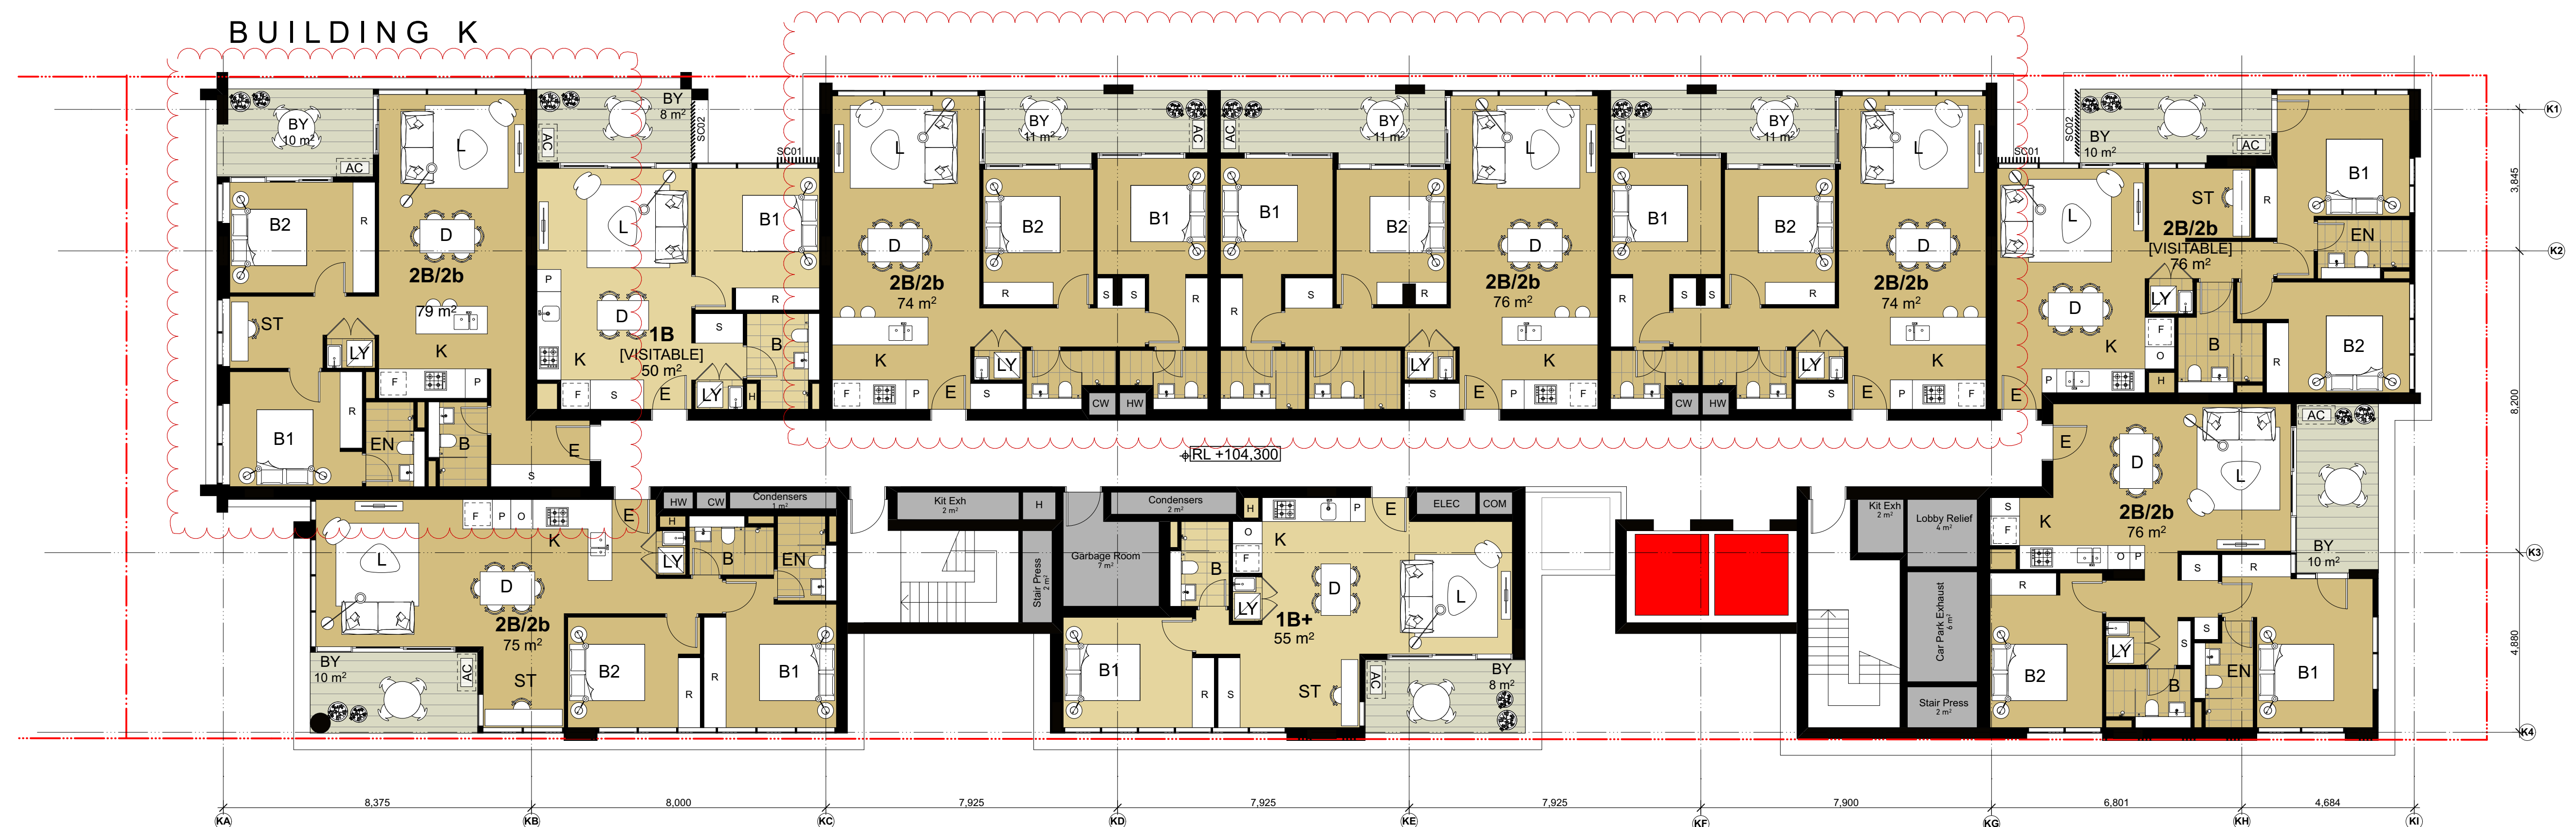 BUILDING K
BY
10 m²
AC
L
B2
R
D
2B/2b
79 m²
ST
LY
K
F
P
B1
R
EN
B
E
S
BY
8 m²
AC
SC02
SC01
L
B1
P
R
D
S
1B
[VISITABLE]
50 m²
B
K
F
S
E
LY
H
L
BY
11 m²
AC
B2
B1
D
2B/2b
74 m²
R
S
S
R
K
LY
F
P
E
S
CW
HW
AC
BY
11 m²
L
B1
B2
D
2B/2b
76 m²
R
S
R
K
LY
S
E
P
F
AC
BY
11 m²
L
B1
B2
D
2B/2b
74 m²
R
S
S
R
K
LY
CW
HW
S
E
P
F
SC02
SC01
BY
10 m²
AC
L
ST
R
B1
2B/2b
[VISITABLE]
76 m²
EN
D
LY
F
O
K
B
R
B2
P
H
E
RL +104,300
E
D
L
AC
S
F
K
2B/2b
76 m²
O
P
BY
10 m²
R
S
R
B2
LY
S
S
B
EN
B1
F
P
O
K
E
H
LY
B
EN
L
D
2B/2b
75 m²
BY
10 m²
AC
ST
B2
R
R
B1
HW
CW
Condensers
1 m²
Kit Exh
2 m²
H
Stair Press
2 m²
Garbage Room
7 m²
Condensers
2 m²
H
P
E
ELEC
COM
O
K
F
B
LY
D
L
1B+
55 m²
B1
R
S
ST
AC
BY
8 m²
Kit Exh
2 m²
Lobby Relief
4 m²
Car Park Exhaust
6 m²
Stair Press
2 m²
K1
K2
K3
K4
3,845
8,200
4,880
8,375
8,000
7,925
7,925
7,925
7,900
6,801
4,684
KA
KB
KC
KD
KE
KF
KG
KH
KI